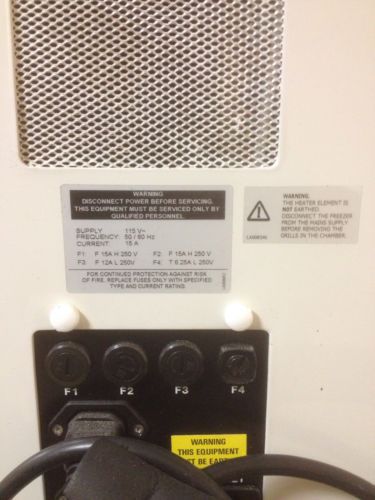 WARNING
DISCONNECT POWER BEFORE SERVICING.
THIS EQUIPMENT MUST BE SERVICED ONLY BY
QUALIFIED PERSONNEL.
SUPPLY 115 V~
FREQUENCY: 50 / 60 Hz
CURRENT: 15 A
F1: F 15A H 250 V F2: F 15A H 250 V
F3: F 12A L 250V F4: T 6.25A L 250V
FOR CONTINUED PROTECTION AGAINST RISK
OF FIRE, REPLACE FUSES ONLY WITH SPECIFIED
TYPE AND CURRENT RATING.
WARNING.
THE HEATER ELEMENT IS
NOT EARTHED.
DISCONNECT THE FREEZER
FROM THE MAINS SUPPLY
BEFORE REMOVING THE
GRILLS IN THE CHAMBER.
F1 F2 F3 F4
WARNING
THIS EQUIPMENT
MUST BE